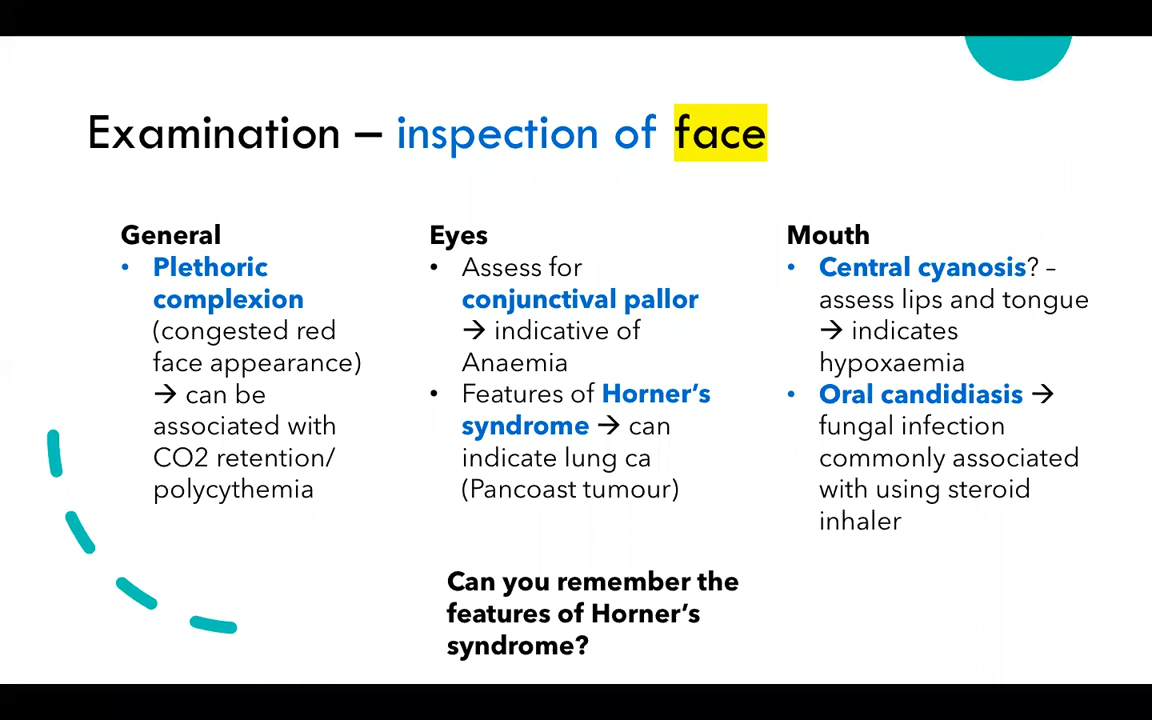 Examination – inspection of face
General
• Plethoric
complexion
(congested red
face appearance)
→ can be
associated with
CO2 retention/
polycythemia
Eyes
• Assess for
conjunctival pallor
→ indicative of
Anaemia
• Features of Horner’s
syndrome → can
indicate lung ca
(Pancoast tumour)
Mouth
• Central cyanosis? –
assess lips and tongue
→ indicates
hypoxaemia
• Oral candidiasis →
fungal infection
commonly associated
with using steroid
inhaler
Can you remember the
features of Horner’s
syndrome?